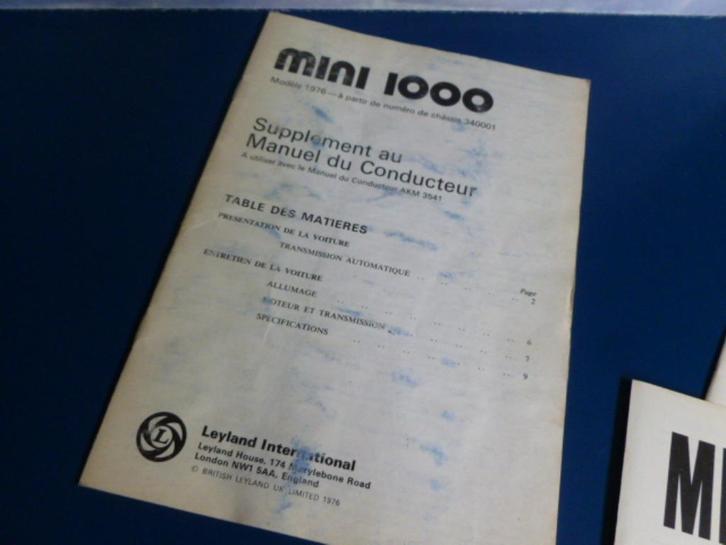 mini 1000
Modèle 1976—à partir de numéro de châssis 340001
Supplement au
Manuel du Conducteur
A utiliser avec le Manuel du Conducteur AKM 3541
TABLE DES MATIERES
Page
PRESENTATION DE LA VOITURE
TRANSMISSION AUTOMATIQUE .. .. .. .. .. 2
ENTRETIEN DE LA VOITURE
ALLUMAGE .. .. .. .. .. .. .. 6
MOTEUR ET TRANSMISSION .. .. .. .. .. 7
SPECIFICATIONS .. .. .. .. .. .. 9
L
Leyland International
Leyland House, 174 Marylebone Road
London NW1 5AA, England
© BRITISH LEYLAND UK LIMITED 1976